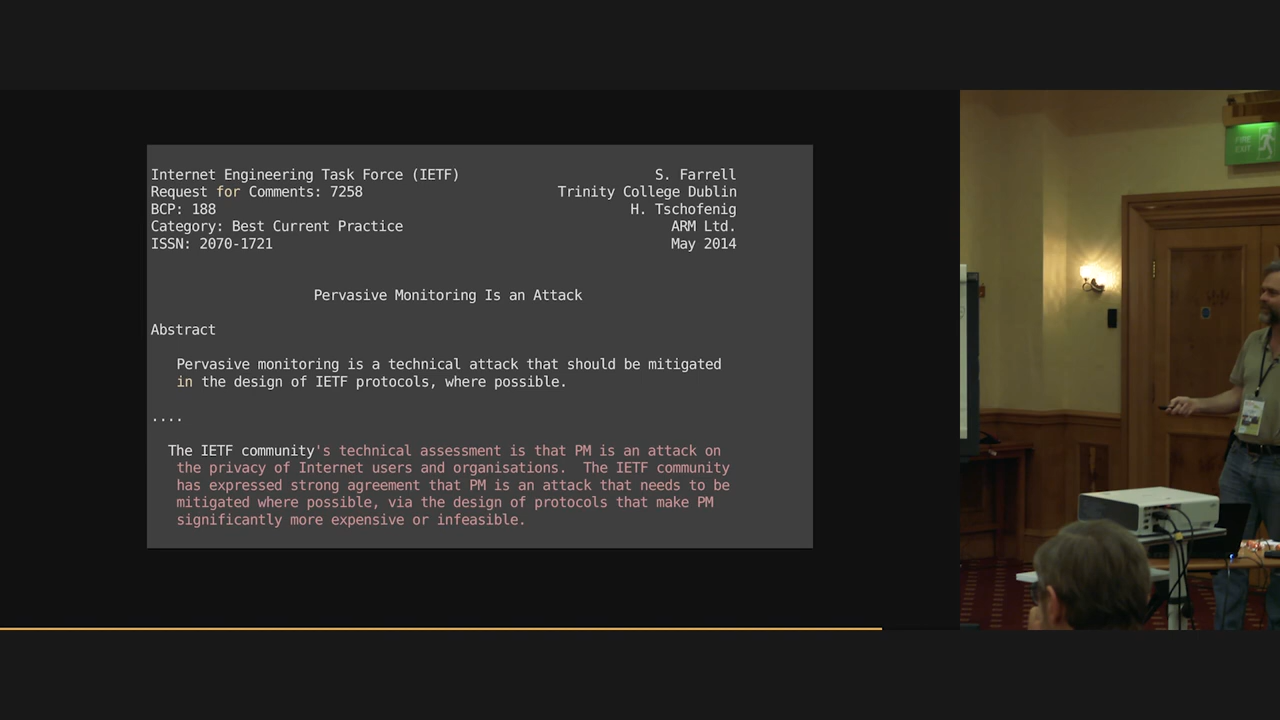 Internet Engineering Task Force (IETF) S. Farrell
Request for Comments: 7258 Trinity College Dublin
BCP: 188 H. Tschofenig
Category: Best Current Practice ARM Ltd.
ISSN: 2070-1721 May 2014
Pervasive Monitoring Is an Attack
Abstract
Pervasive monitoring is a technical attack that should be mitigated
in the design of IETF protocols, where possible.
....
The IETF community's technical assessment is that PM is an attack on
the privacy of Internet users and organisations. The IETF community
has expressed strong agreement that PM is an attack that needs to be
mitigated where possible, via the design of protocols that make PM
significantly more expensive or infeasible.
FIRE
EXIT